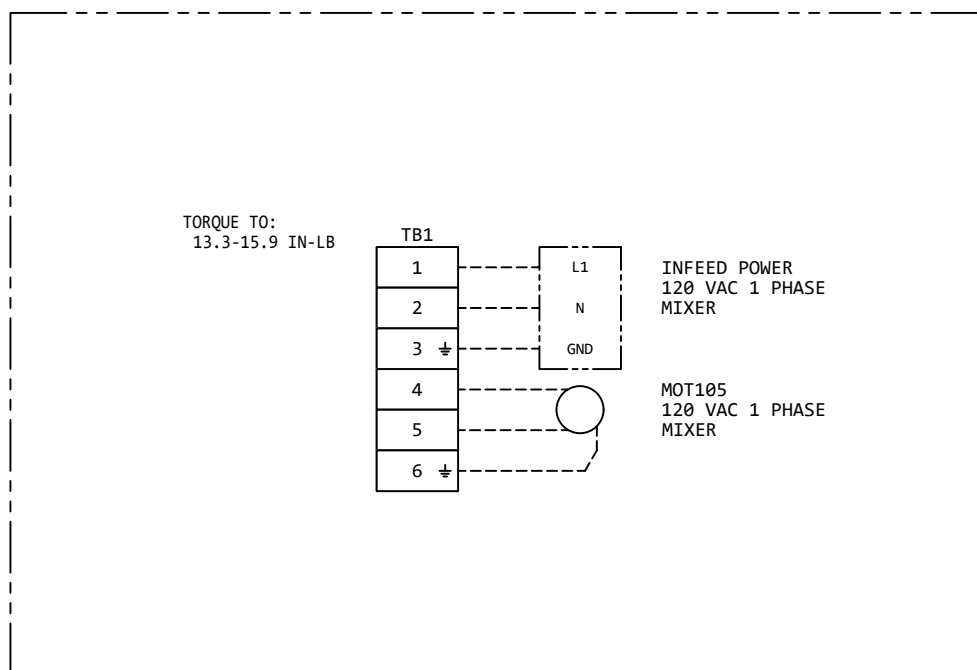 TORQUE TO:
13.3-15.9 IN-LB
TB1
1
2
3
4
5
6
L1
N
GND
INFEED POWER
120 VAC 1 PHASE
MIXER
MOT105
120 VAC 1 PHASE
MIXER